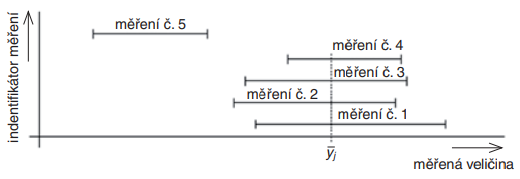 indentifikátor měření
měření č. 5
měření č. 4
měření č. 3
měření č. 2
měření č. 1
ȳⱼ
měřená veličina